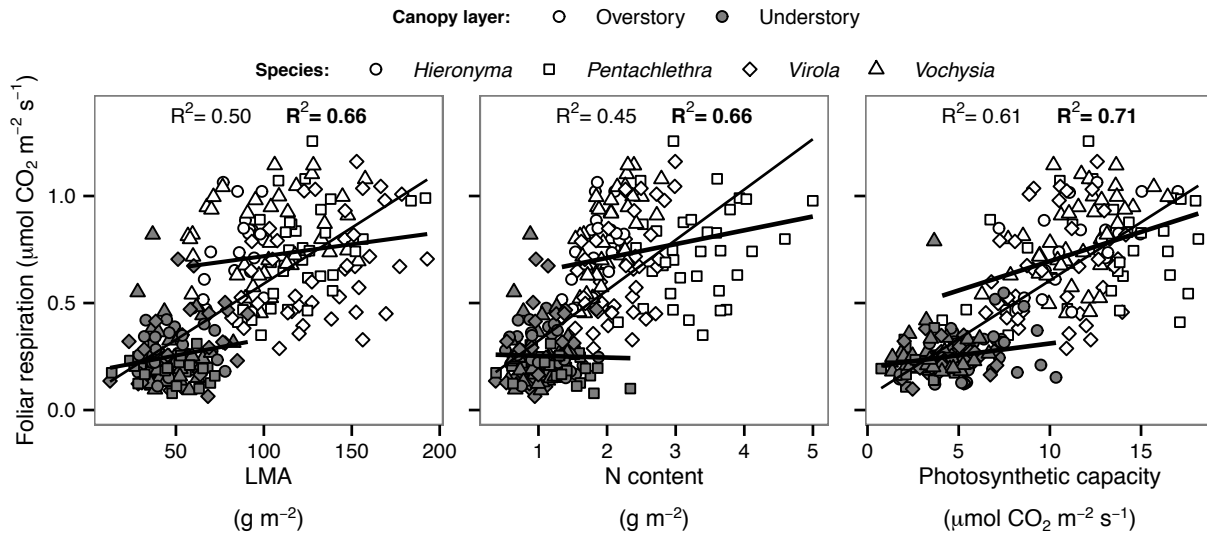 Canopy layer: Overstory Understory
Species: Hieronyma Pentachlethra Virola Vochysia
R²= 0.50 R²= 0.66 R²= 0.45 R²= 0.66 R²= 0.61 R²= 0.71
Foliar respiration (μmol CO₂ m⁻² s⁻¹)
1.0
0.5
0.0
50 100 150 200 1 2 3 4 5 0 5 10 15
LMA N content Photosynthetic capacity
(g m⁻²) (g m⁻²) (μmol CO₂ m⁻² s⁻¹)